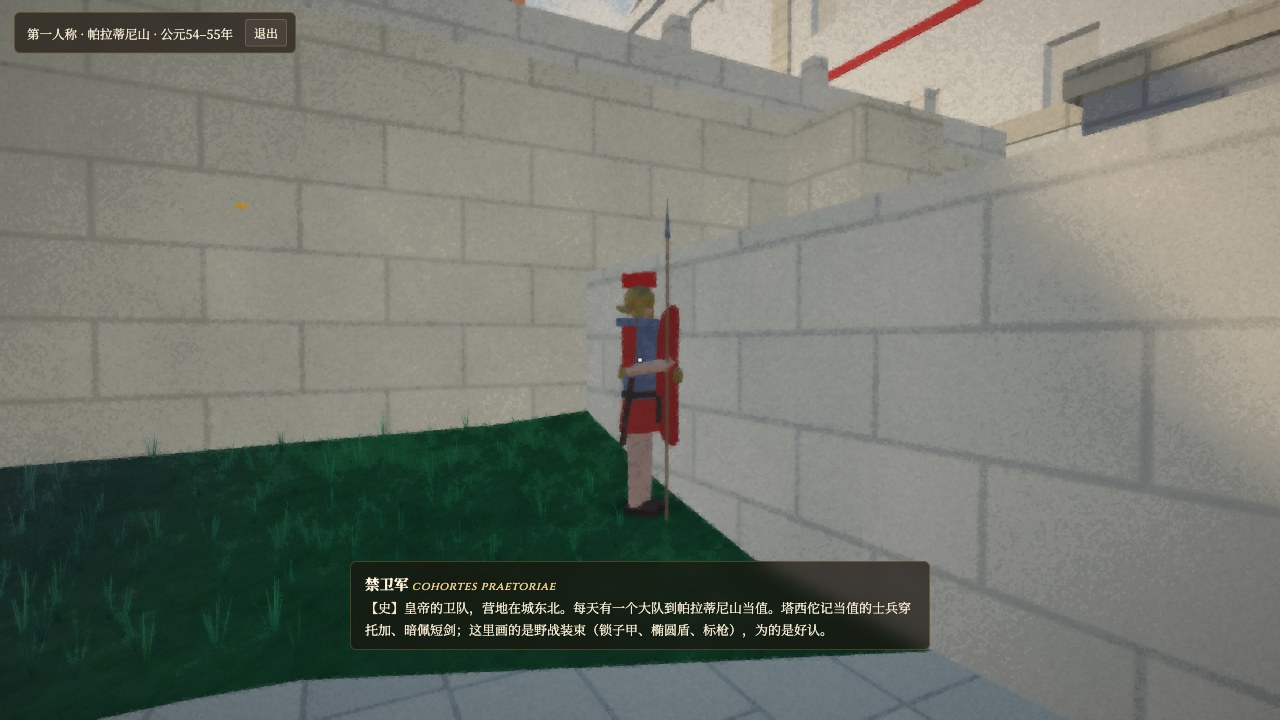 第一人称 · 帕拉蒂尼山 · 公元54–55年 退出
禁卫军 COHORTES PRAETORIAE
【史】皇帝的卫队，营地在城东北。每天有一个大队到帕拉蒂尼山当值。塔西佗记当值的士兵穿
托加、暗佩短剑；这里画的是野战装束（锁子甲、椭圆盾、标枪），为的是好认。